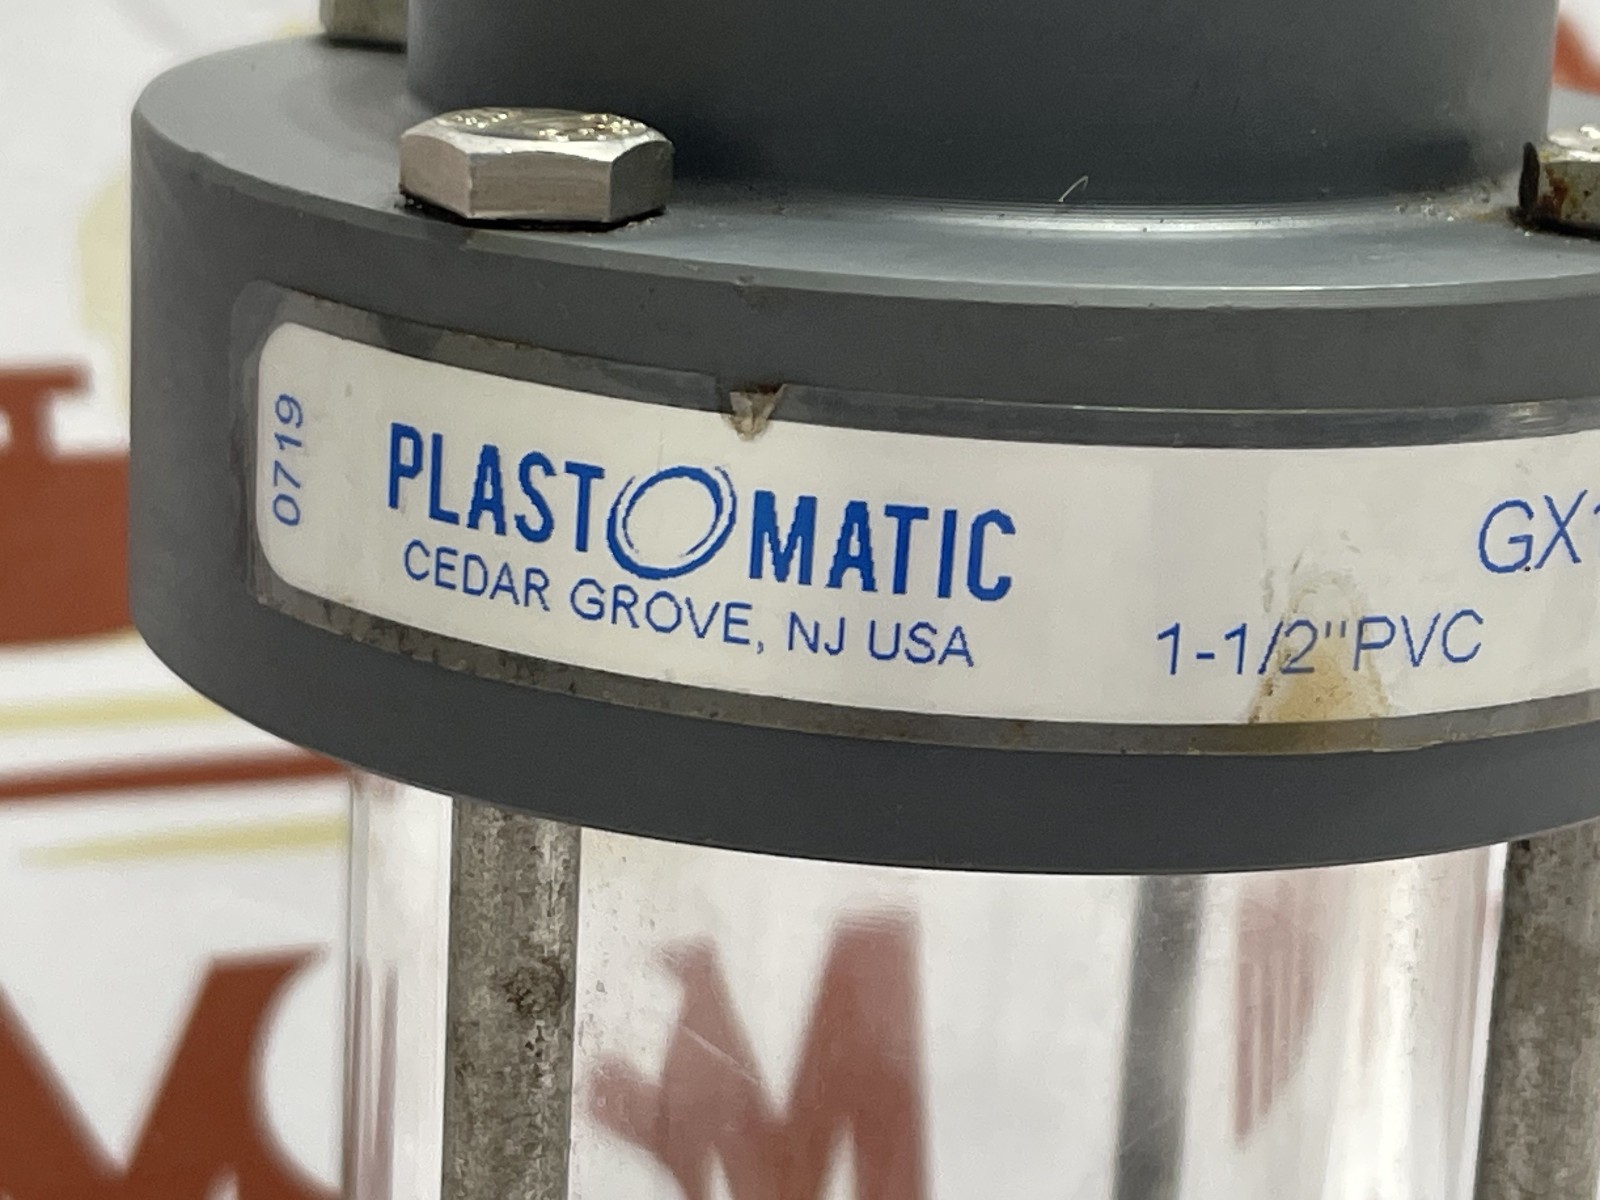 0719
PLASTOMATIC
CEDAR GROVE, NJ USA
GX1
1-1/2"PVC